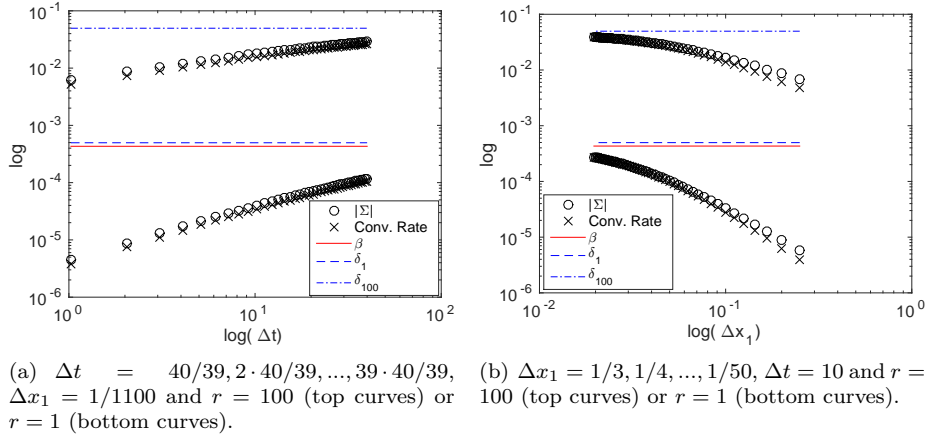 10^-1
10^-2
10^-3
10^-4
10^-5
10^-6
log
10^0
10^1
10^2
log( Δt)
|Σ|
Conv. Rate
β
δ_1
δ_100
10^-1
10^-2
10^-3
10^-4
10^-5
10^-6
log
10^-2
10^-1
10^0
log( Δx_1)
|Σ|
Conv. Rate
β
δ_1
δ_100
(a) Δt = 40/39, 2 · 40/39, ..., 39 · 40/39,
Δx_1 = 1/1100 and r = 100 (top curves) or
r = 1 (bottom curves).
(b) Δx_1 = 1/3, 1/4, ..., 1/50, Δt = 10 and r =
100 (top curves) or r = 1 (bottom curves).